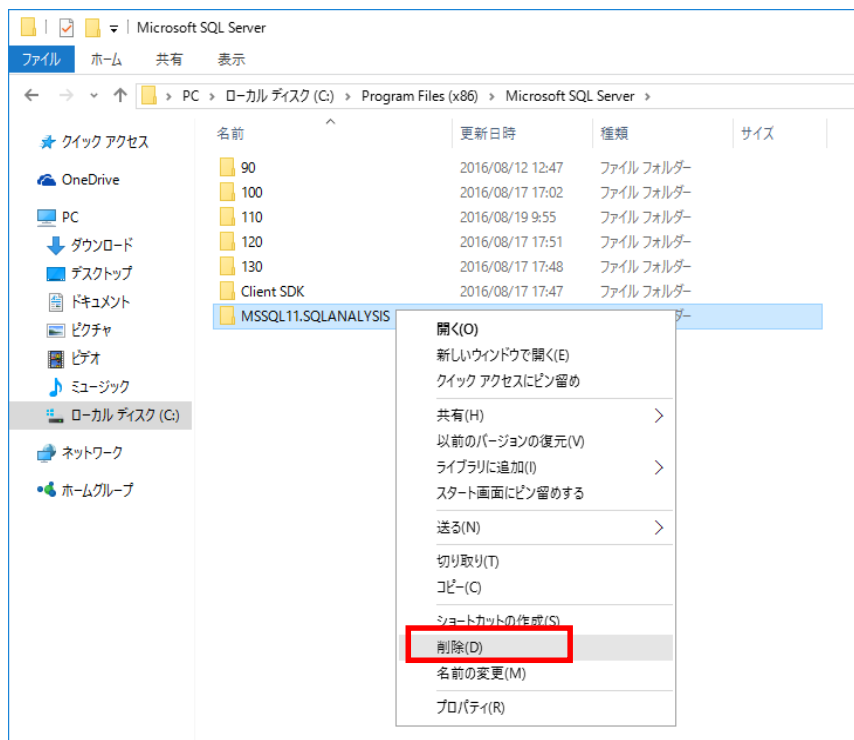 Microsoft SQL Server
ファイル ホーム 共有 表示
PC > ローカル ディスク (C:) > Program Files (x86) > Microsoft SQL Server >
クイック アクセス
OneDrive
PC
ダウンロード
デスクトップ
ドキュメント
ピクチャ
ビデオ
ミュージック
ローカル ディスク (C:)
ネットワーク
ホームグループ
名前 更新日時 種類 サイズ
90 2016/08/12 12:47 ファイル フォルダー
100 2016/08/17 17:02 ファイル フォルダー
110 2016/08/19 9:55 ファイル フォルダー
120 2016/08/17 17:51 ファイル フォルダー
130 2016/08/17 17:48 ファイル フォルダー
Client SDK 2016/08/17 17:47 ファイル フォルダー
MSSQL11.SQLANALYSIS ダー
開く(O)
新しいウィンドウで開く(E)
クイック アクセスにピン留め
共有(H)
以前のバージョンの復元(V)
ライブラリに追加(I)
スタート画面にピン留めする
送る(N)
切り取り(T)
コピー(C)
ショートカットの作成(S)
削除(D)
名前の変更(M)
プロパティ(R)